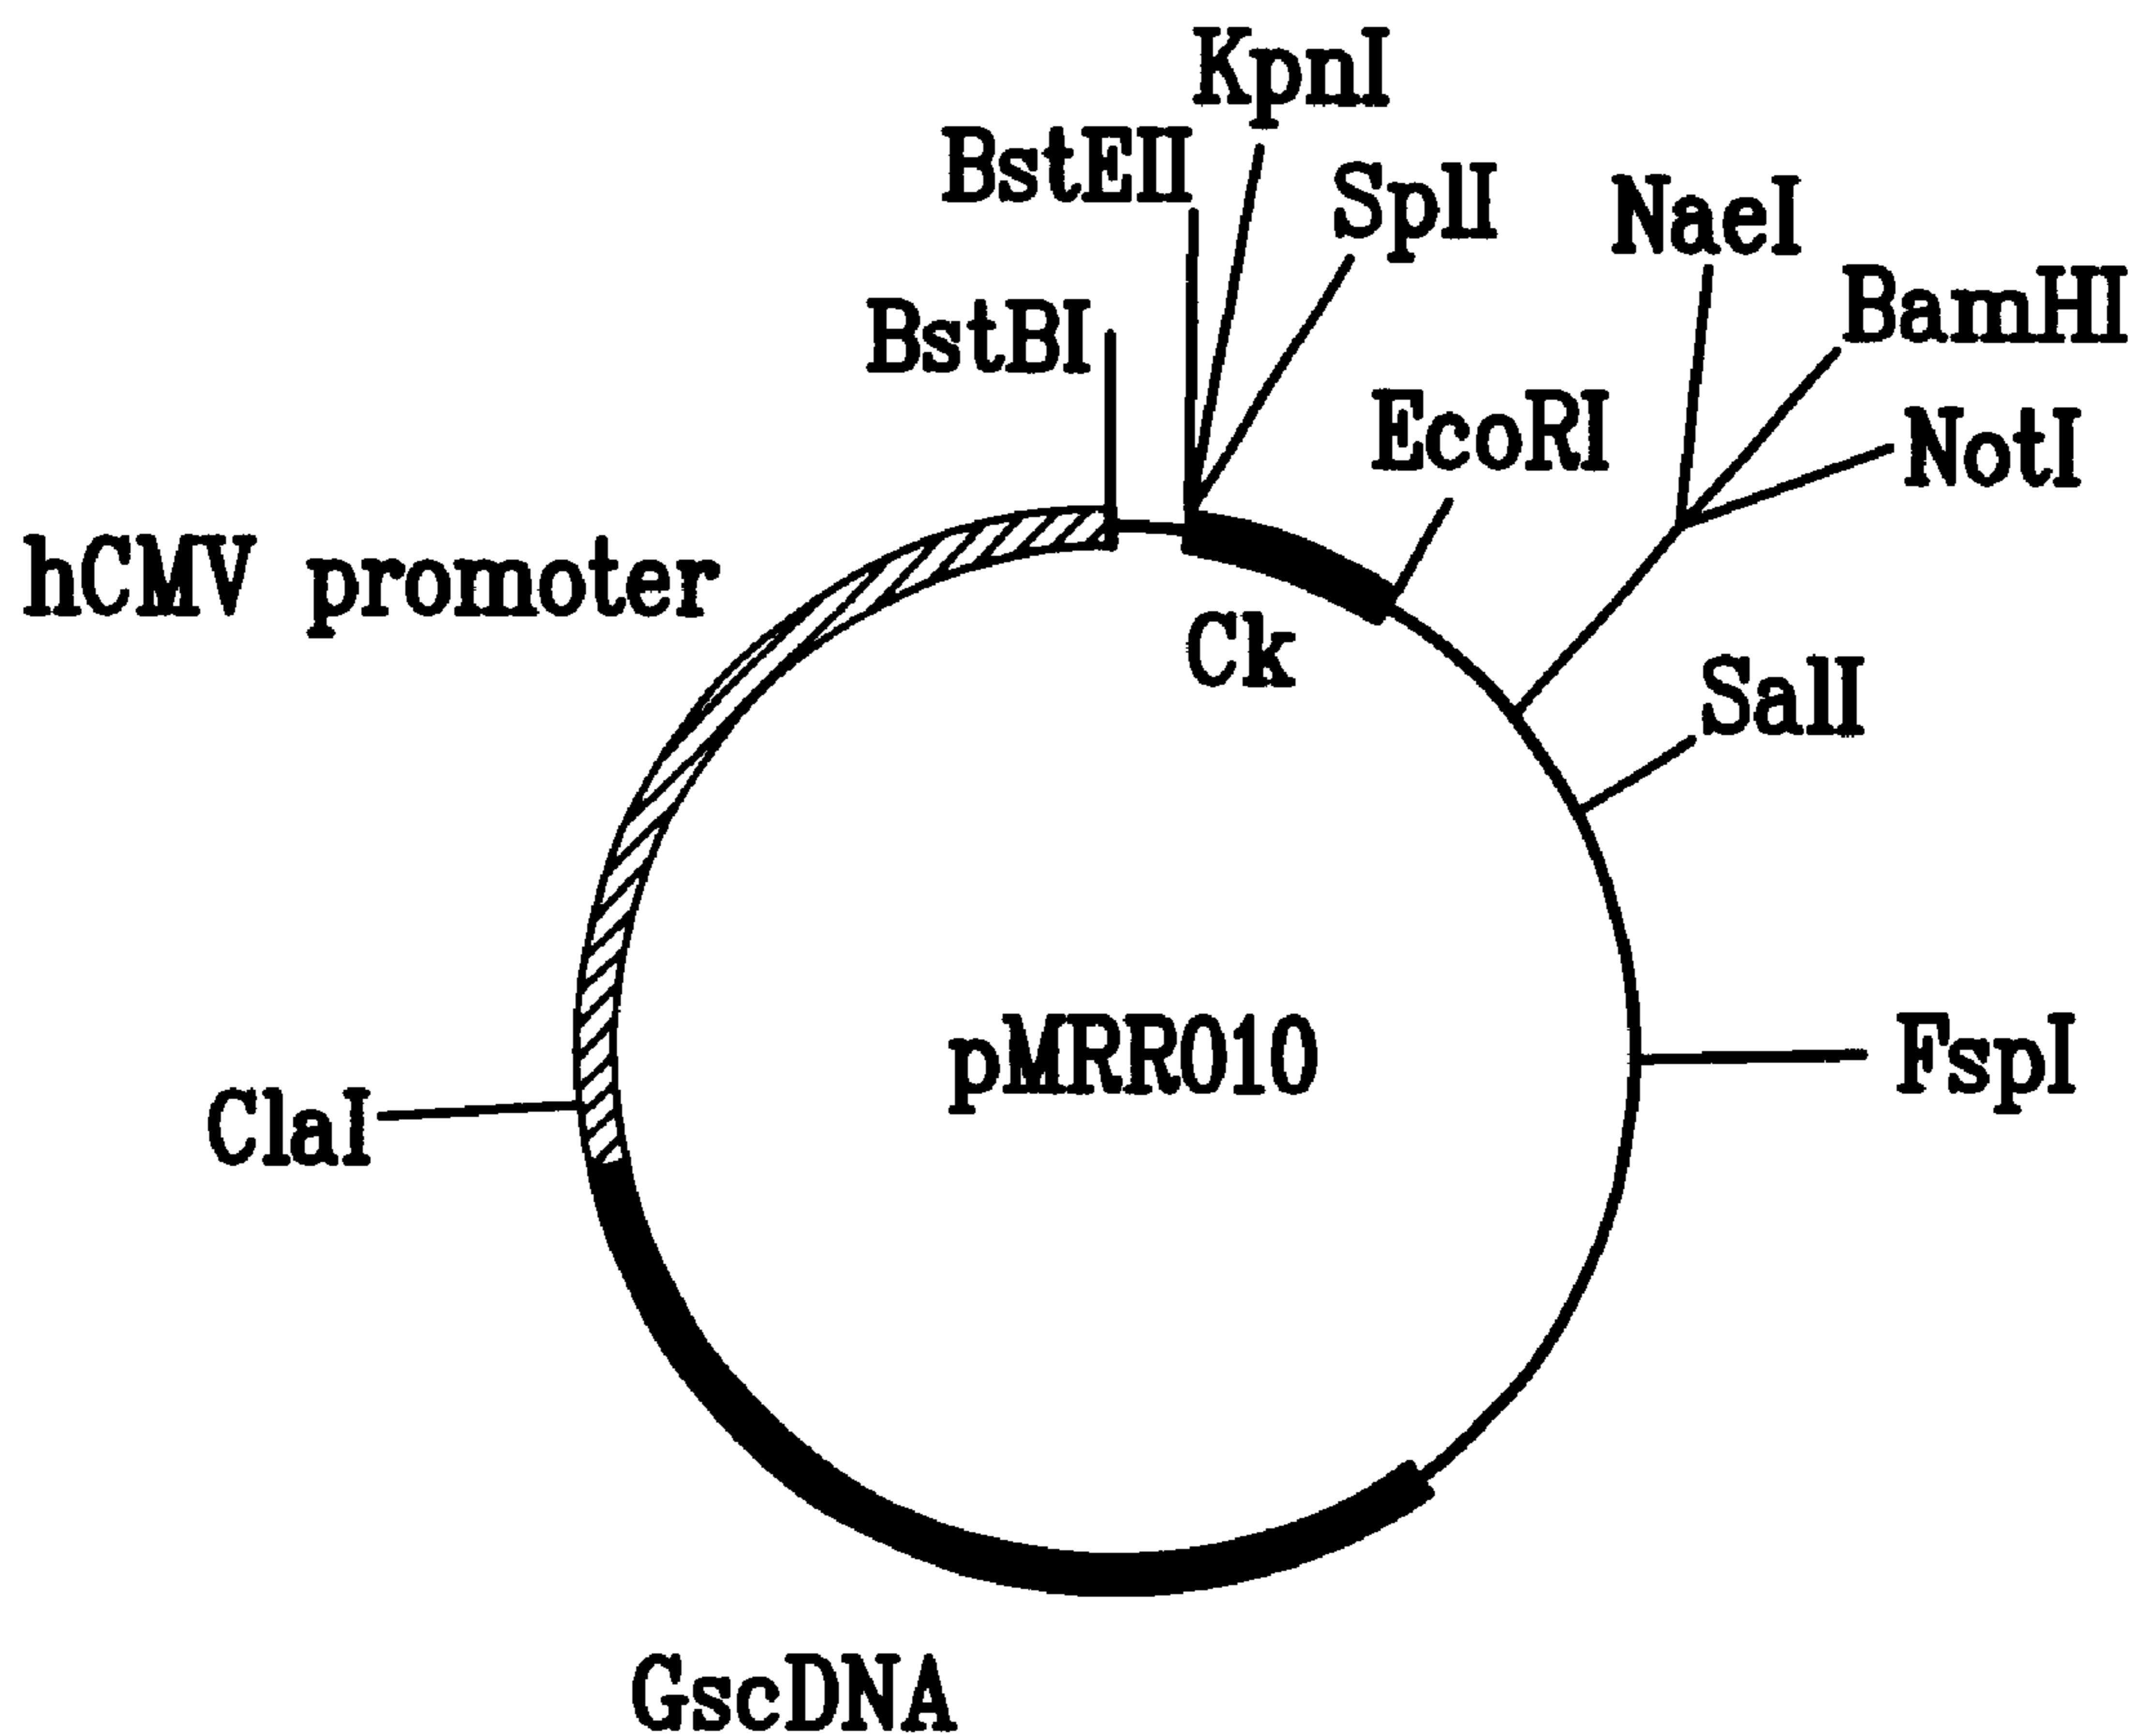 KpnI
BstEII
SplI
NaeI
BamHI
BstBI
EcoRI
NotI
hCMV promoter
Ck
SalI
pMRR010
FspI
ClaI
GscDNA